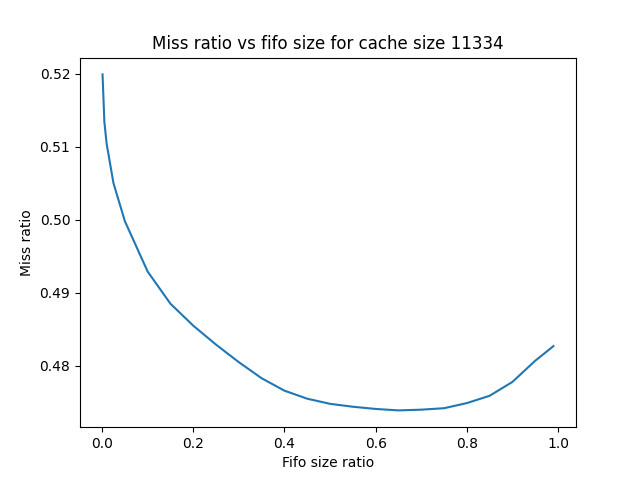 Miss ratio vs fifo size for cache size 11334
0.52
0.51
0.50
0.49
0.48
Miss ratio
0.0 0.2 0.4 0.6 0.8 1.0
Fifo size ratio